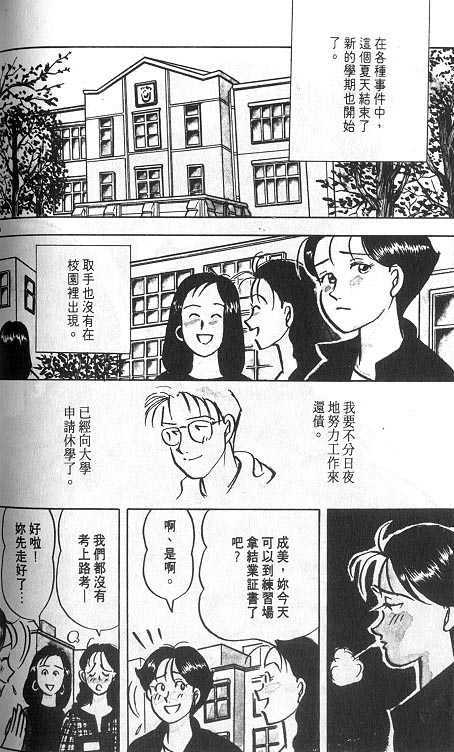 在各種事件中，
這個夏天結束了
新的學期也開始
了。
取手也沒有在
校園裡出現。
我要不分日夜
地努力工作來
還債。
已經向大學
申請休學了。
成美，妳今天
可以到練習場
拿結業証書了
吧？
啊、是啊。
我們都沒有
考上路考—
好啦！
妳先走好了…